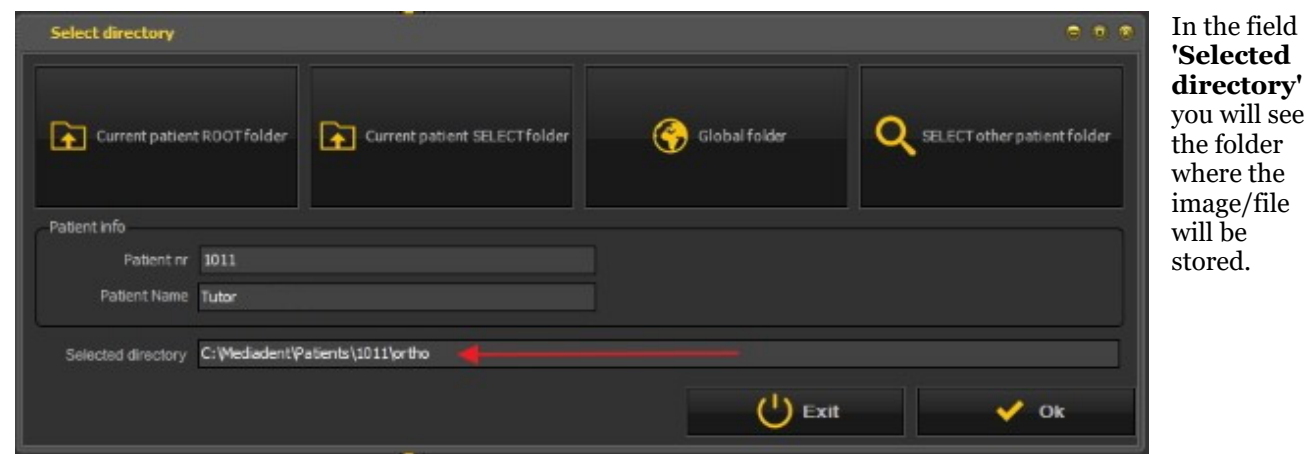 Select directory
Current patient ROOT folder
Current patient SELECT folder
Global folder
SELECT other patient folder
Patient info
Patient nr 1011
Patient Name Tutor
Selected directory C:\Mediadent\Patients\1011\ortho
Exit
Ok
In the field
'Selected
directory'
you will see
the folder
where the
image/file
will be
stored.